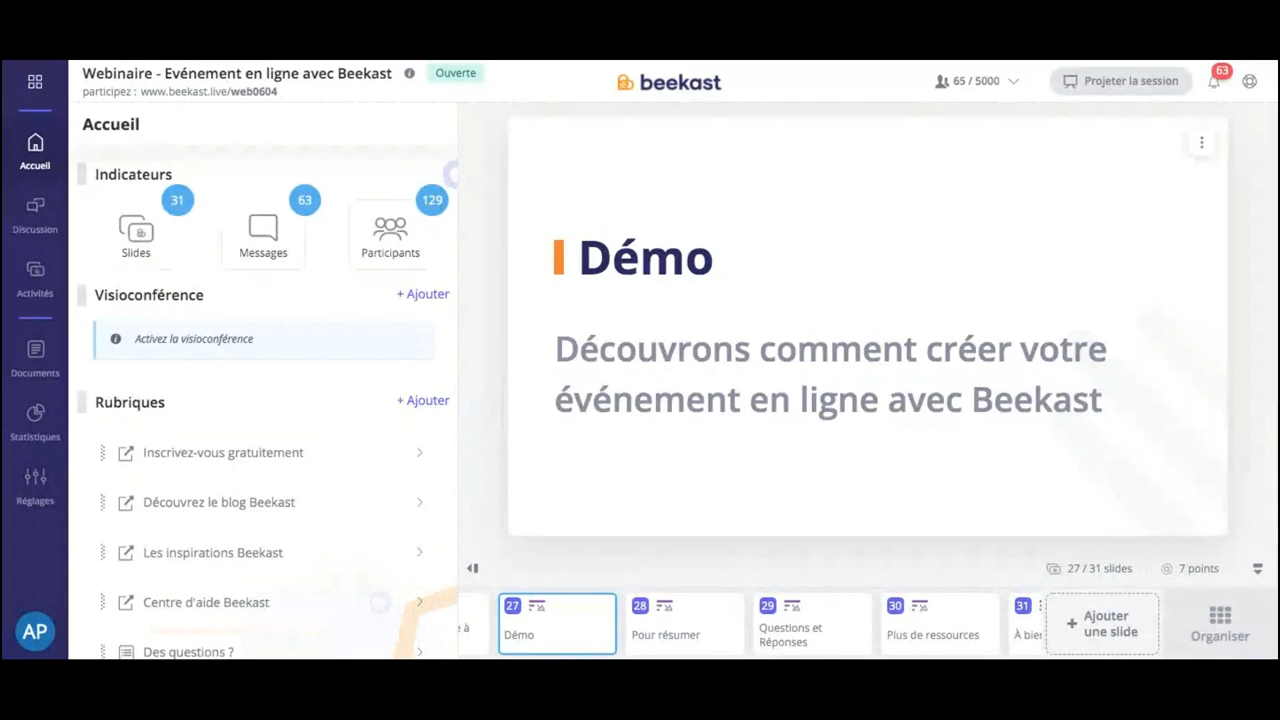 Webinaire - Evénement en ligne avec Beekast
Ouverte
participez : www.beekast.live/web0604
beekast
65 / 5000
Projeter la session
63
Accueil
Discussion
Activités
Documents
Statistiques
Réglages
AP
Accueil
Indicateurs
31
Slides
63
Messages
129
Participants
Visioconférence
+ Ajouter
Activez la visioconférence
Rubriques
+ Ajouter
Inscrivez-vous gratuitement
Découvrez le blog Beekast
Les inspirations Beekast
Centre d'aide Beekast
Des questions ?
Démo
Découvrons comment créer votre
événement en ligne avec Beekast
27 / 31 slides
7 points
à
27
Démo
28
Pour résumer
29
Questions et
Réponses
30
Plus de ressources
31
À bien
+ Ajouter
une slide
Organiser